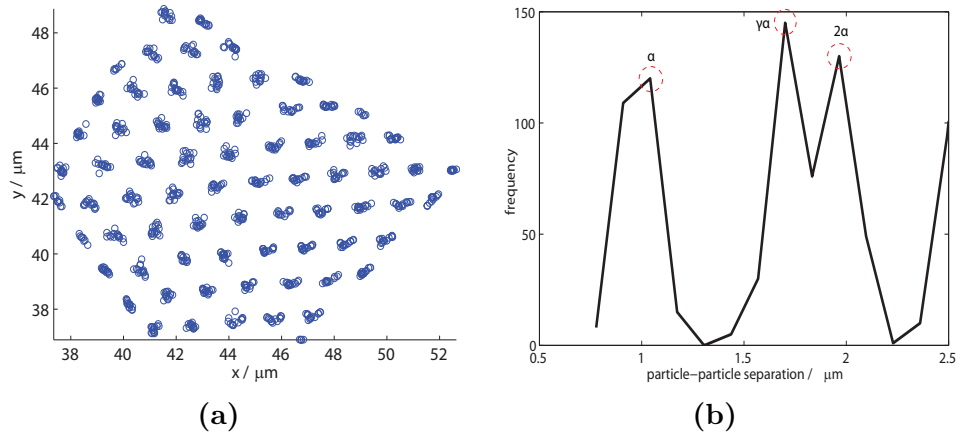 48
46
44
42
40
38
y / μm
38 40 42 44 46 48 50 52
x / μm
(a)
150
100
50
0
frequency
α
γα
2α
0.5 1 1.5 2 2.5
particle−particle separation / μm
(b)